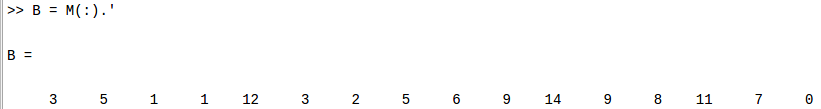 >> B = M(:).'
B =
3 5 1 1 12 3 2 5 6 9 14 9 8 11 7 0